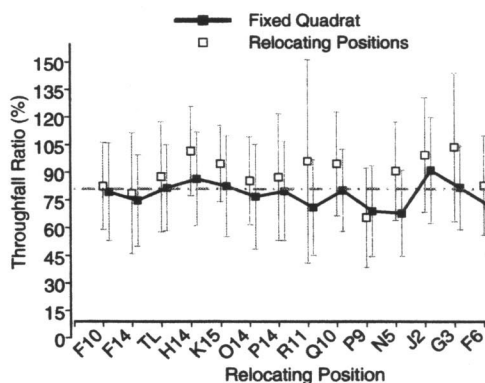 Fixed Quadrat
Relocating Positions
Throughfall Ratio (%)
150
135
120
105
90
75
60
45
30
15
0
F10
F14
TL
H14
K15
O14
P14
R11
Q10
P9
N5
J2
G3
F6
Relocating Position